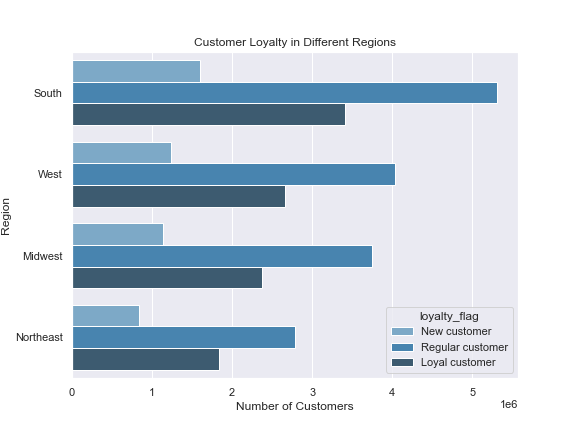 Customer Loyalty in Different Regions
Region
South
West
Midwest
Northeast
loyalty_flag
New customer
Regular customer
Loyal customer
0 1 2 3 4 5
1e6
Number of Customers